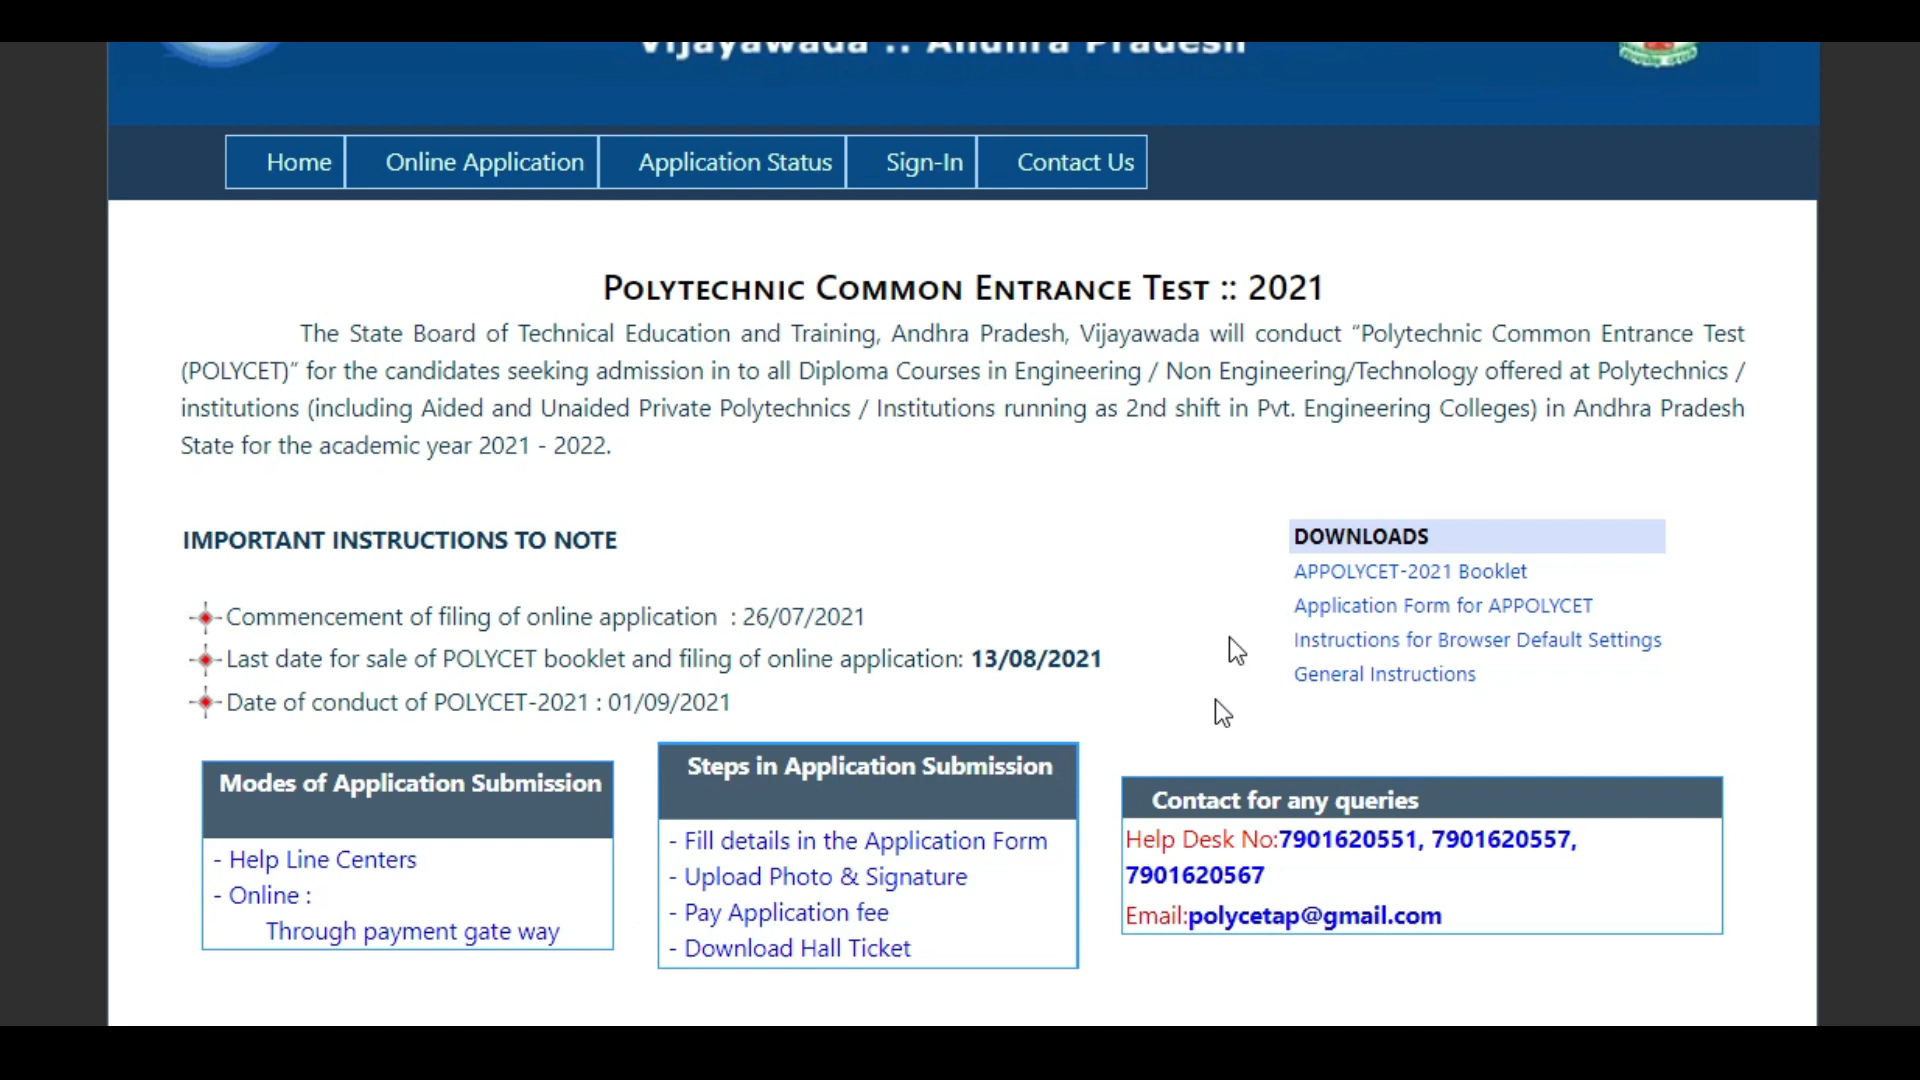 Vijayawada :: Andhra Pradesh
Home Online Application Application Status Sign-In Contact Us
POLYTECHNIC COMMON ENTRANCE TEST :: 2021
The State Board of Technical Education and Training, Andhra Pradesh, Vijayawada will conduct “Polytechnic Common Entrance Test
(POLYCET)” for the candidates seeking admission in to all Diploma Courses in Engineering / Non Engineering/Technology offered at Polytechnics /
institutions (including Aided and Unaided Private Polytechnics / Institutions running as 2nd shift in Pvt. Engineering Colleges) in Andhra Pradesh
State for the academic year 2021 - 2022.
IMPORTANT INSTRUCTIONS TO NOTE
Commencement of filing of online application : 26/07/2021
Last date for sale of POLYCET booklet and filing of online application: 13/08/2021
Date of conduct of POLYCET-2021 : 01/09/2021
DOWNLOADS
APPOLYCET-2021 Booklet
Application Form for APPOLYCET
Instructions for Browser Default Settings
General Instructions
Modes of Application Submission
- Help Line Centers
- Online :
Through payment gate way
Steps in Application Submission
- Fill details in the Application Form
- Upload Photo & Signature
- Pay Application fee
- Download Hall Ticket
Contact for any queries
Help Desk No:7901620551, 7901620557,
7901620567
Email:polycetap@gmail.com